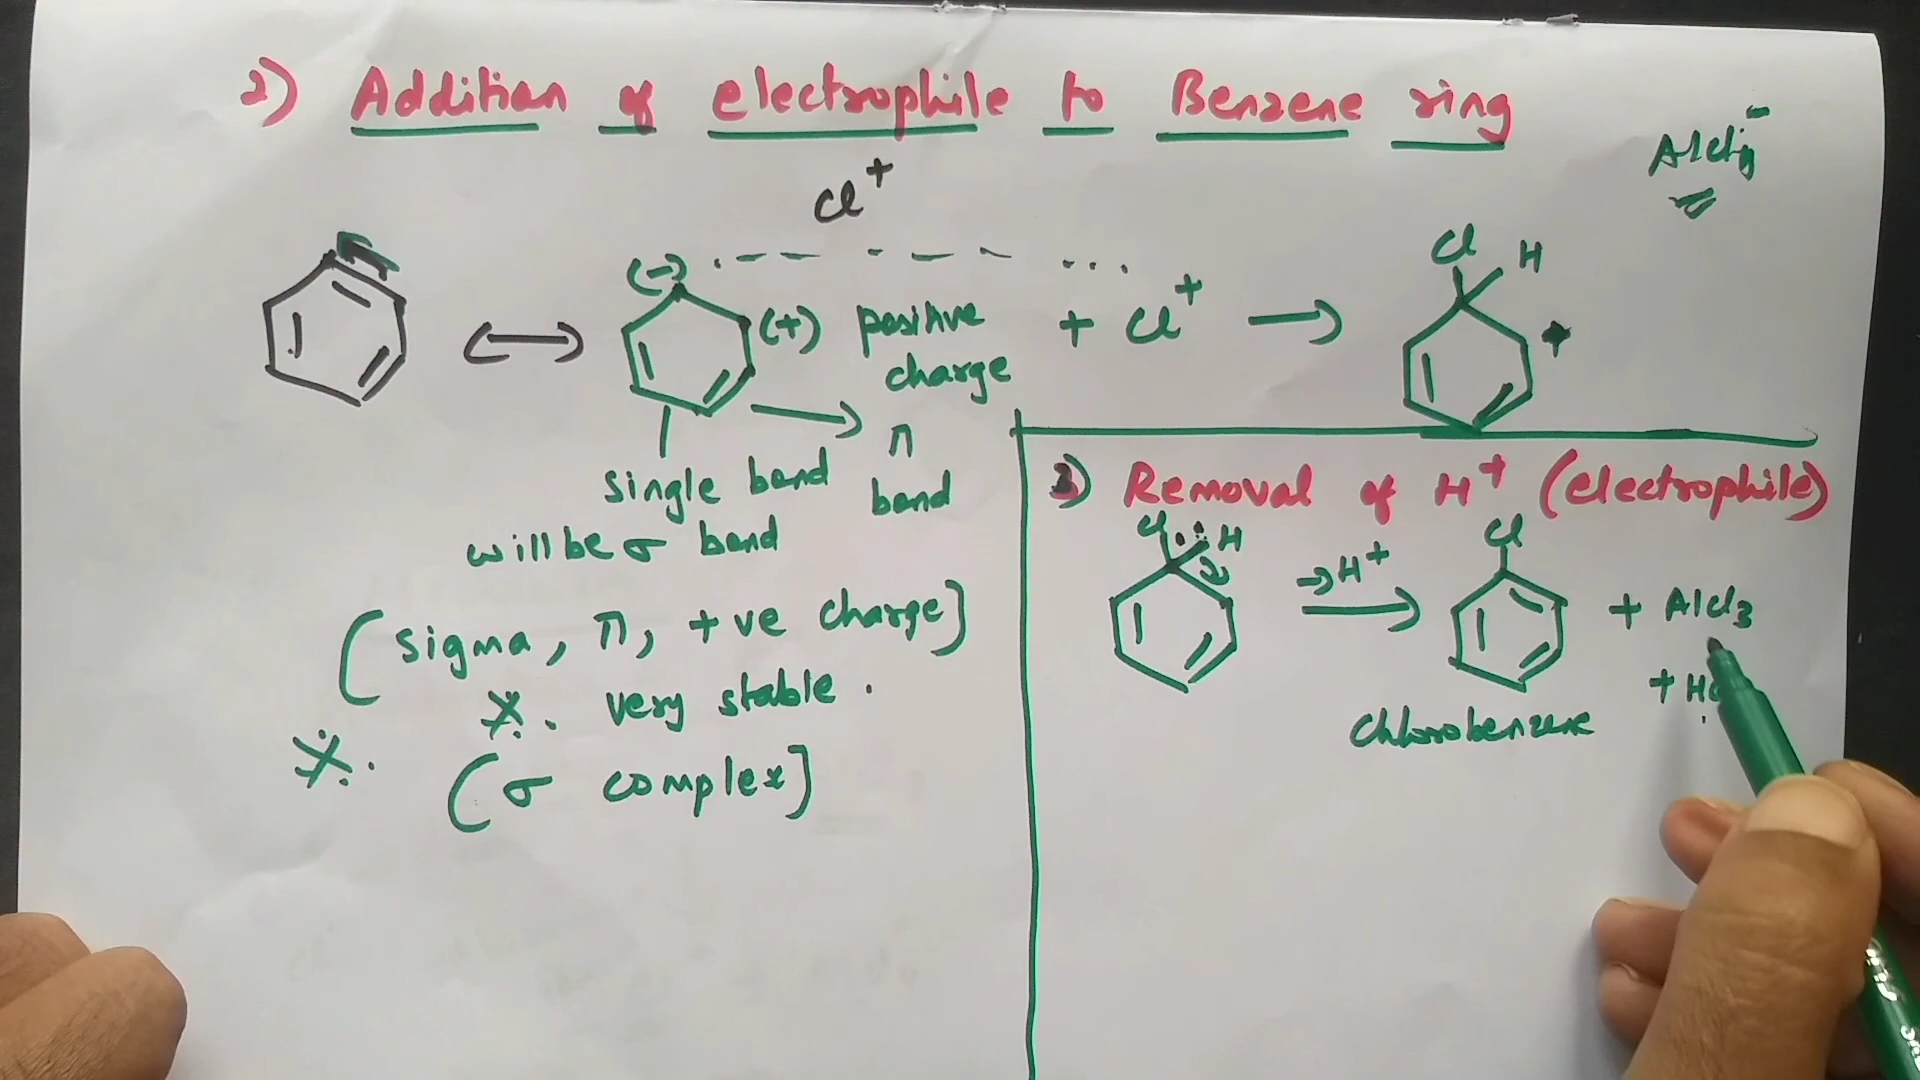 2) Addition of electrophile to Benzene ring
AlCl4-
Cl+
(-)
(+) positive charge
+ Cl+
Cl H
+
single bond
will be σ bond
π bond
(sigma, π, +ve charge]
very stable.
(σ complex]
3) Removal of H+ (electrophile)
Cl H
→H+
Cl
+ AlCl3
+ H
Chlorobenzene